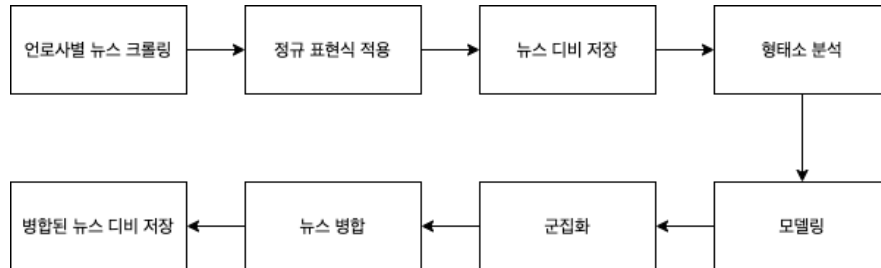 언로사별 뉴스 크롤링
정규 표현식 적용
뉴스 디비 저장
형태소 분석
모델링
군집화
뉴스 병합
병합된 뉴스 디비 저장